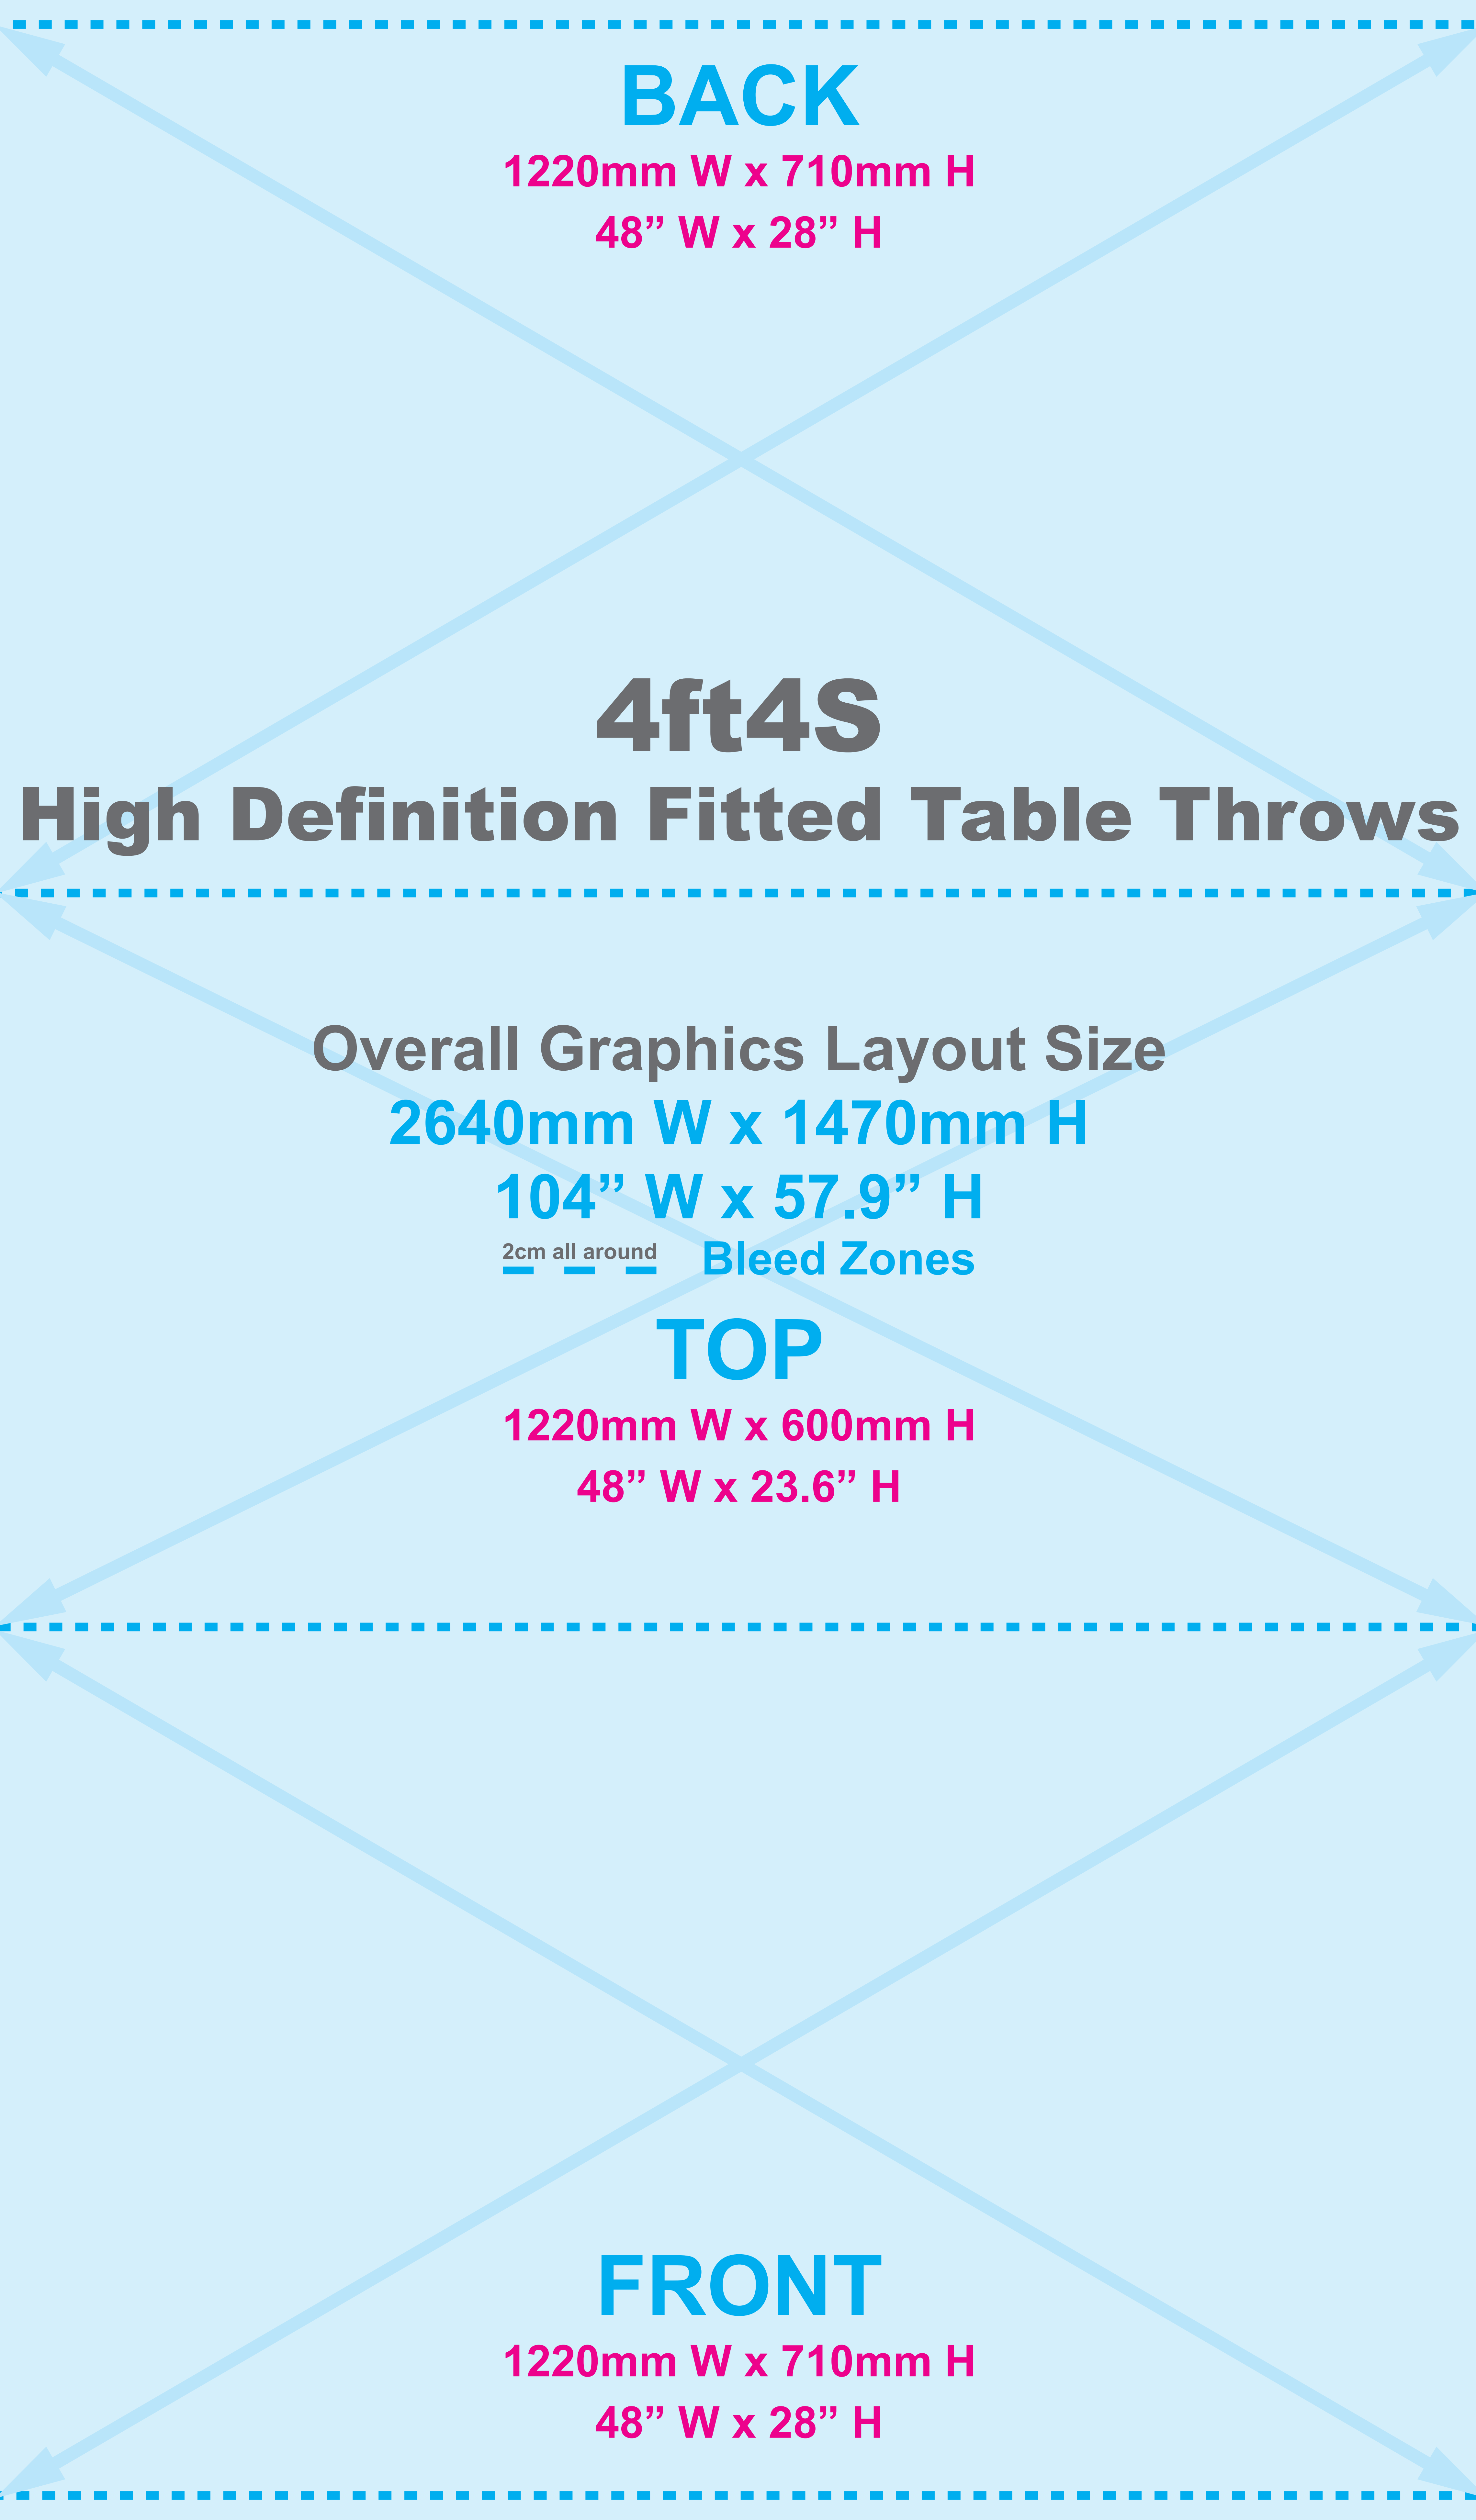 BACK
1220mm W x 710mm H
48” W x 28” H
4ft4S
High Definition Fitted Table Throws
Overall Graphics Layout Size
2640mm W x 1470mm H
104” W x 57.9” H
2cm all around Bleed Zones
TOP
1220mm W x 600mm H
48” W x 23.6” H
FRONT
1220mm W x 710mm H
48” W x 28” H